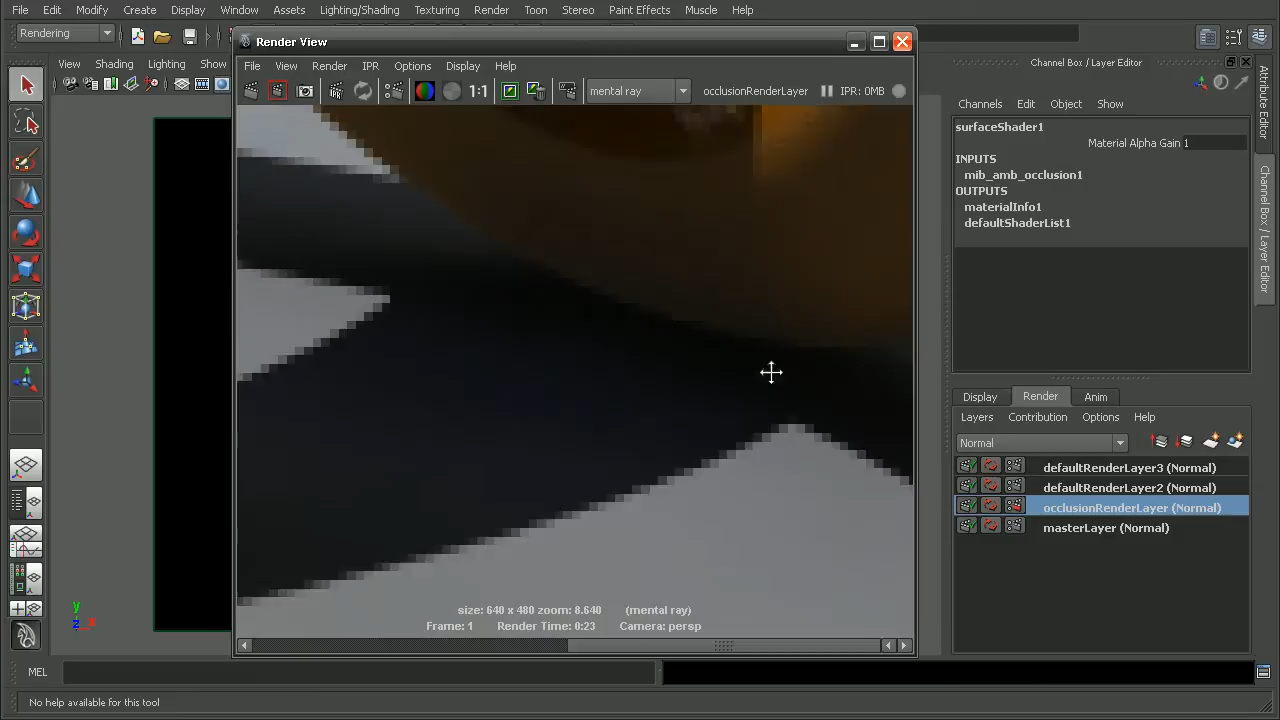 File Edit Modify Create Display Window Assets Lighting/Shading Texturing Render Toon Stereo Paint Effects Muscle Help
Rendering
Render View
View Shading Lighting Show
File View Render IPR Options Display Help
1:1 mental ray occlusionRenderLayer IPR: 0MB
Channel Box / Layer Editor
Channels Edit Object Show
surfaceShader1
Material Alpha Gain 1
INPUTS
mib_amb_occlusion1
OUTPUTS
materialInfo1
defaultShaderList1
Attribute Editor
Channel Box / Layer Editor
Display Render Anim
Layers Contribution Options Help
Normal
defaultRenderLayer3 (Normal)
defaultRenderLayer2 (Normal)
occlusionRenderLayer (Normal)
masterLayer (Normal)
size: 640 x 480 zoom: 8.640 (mental ray)
Frame: 1 Render Time: 0:23 Camera: persp
y
z x
MEL
No help available for this tool